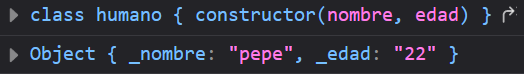 class humano { constructor(nombre, edad) }
Object { _nombre: "pepe", _edad: "22" }